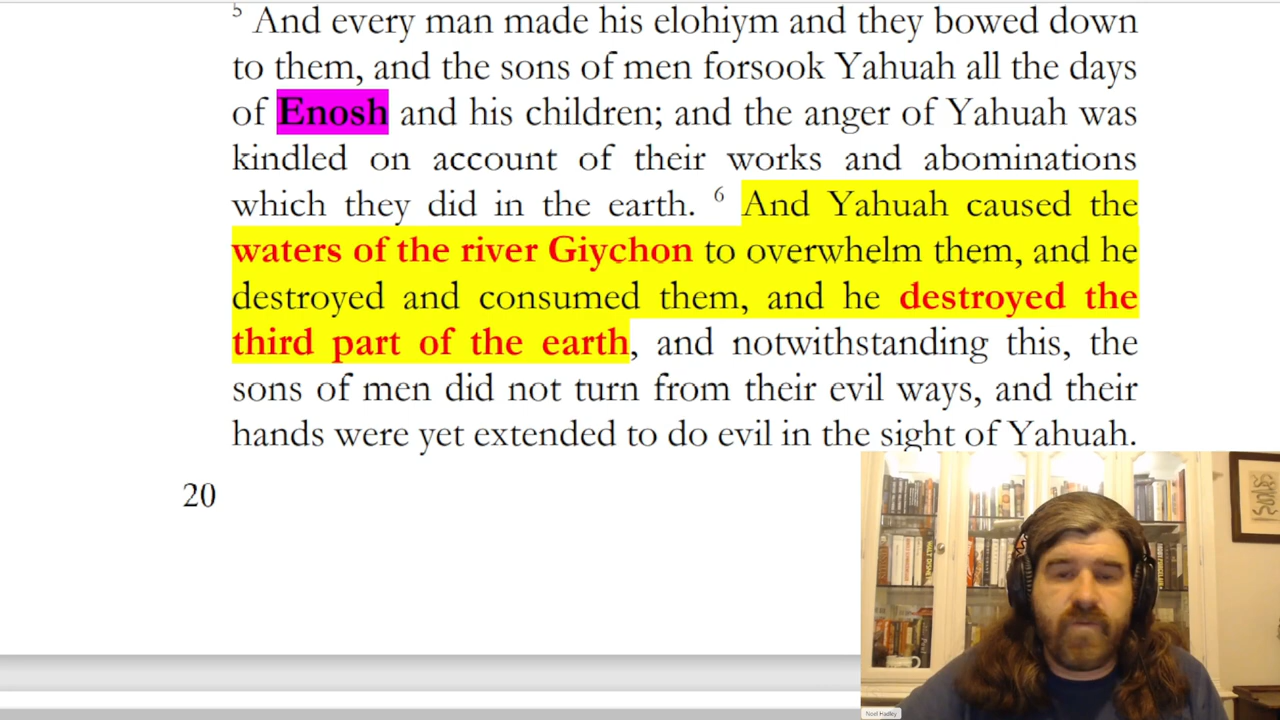 ⁵ And every man made his elohiym and they bowed down
to them, and the sons of men forsook Yahuah all the days
of Enosh and his children; and the anger of Yahuah was
kindled on account of their works and abominations
which they did in the earth. ⁶ And Yahuah caused the
waters of the river Giychon to overwhelm them, and he
destroyed and consumed them, and he destroyed the
third part of the earth, and notwithstanding this, the
sons of men did not turn from their evil ways, and their
hands were yet extended to do evil in the sight of Yahuah.
20
WALT DISNEY
Noel Hadley